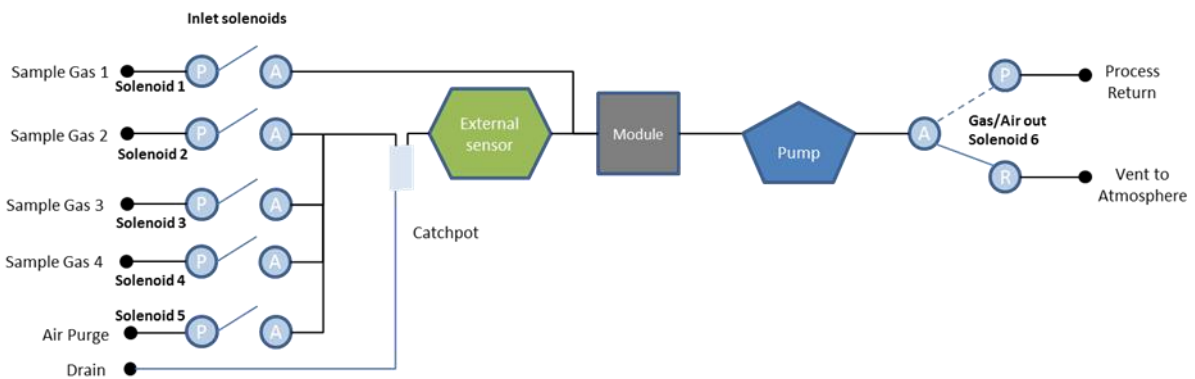 Inlet solenoids
Sample Gas 1
Solenoid 1
P
A
Sample Gas 2
Solenoid 2
P
A
Sample Gas 3
Solenoid 3
P
A
Sample Gas 4
Solenoid 4
P
A
Air Purge
Solenoid 5
P
A
Drain
Catchpot
External
sensor
Module
Pump
A
P
R
Gas/Air out
Solenoid 6
Process
Return
Vent to
Atmosphere